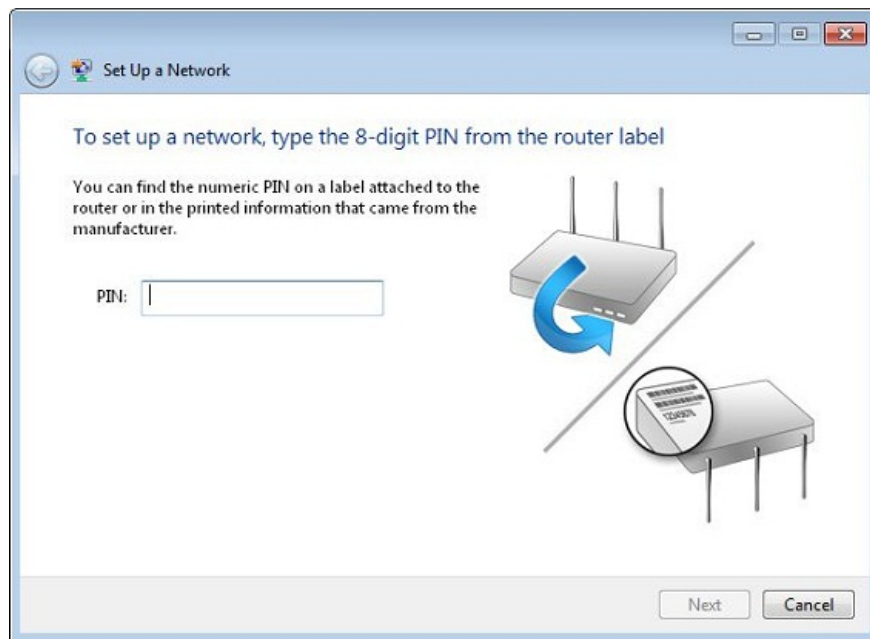 Set Up a Network
To set up a network, type the 8-digit PIN from the router label
You can find the numeric PIN on a label attached to the
router or in the printed information that came from the
manufacturer.
PIN:
12345678
Next
Cancel